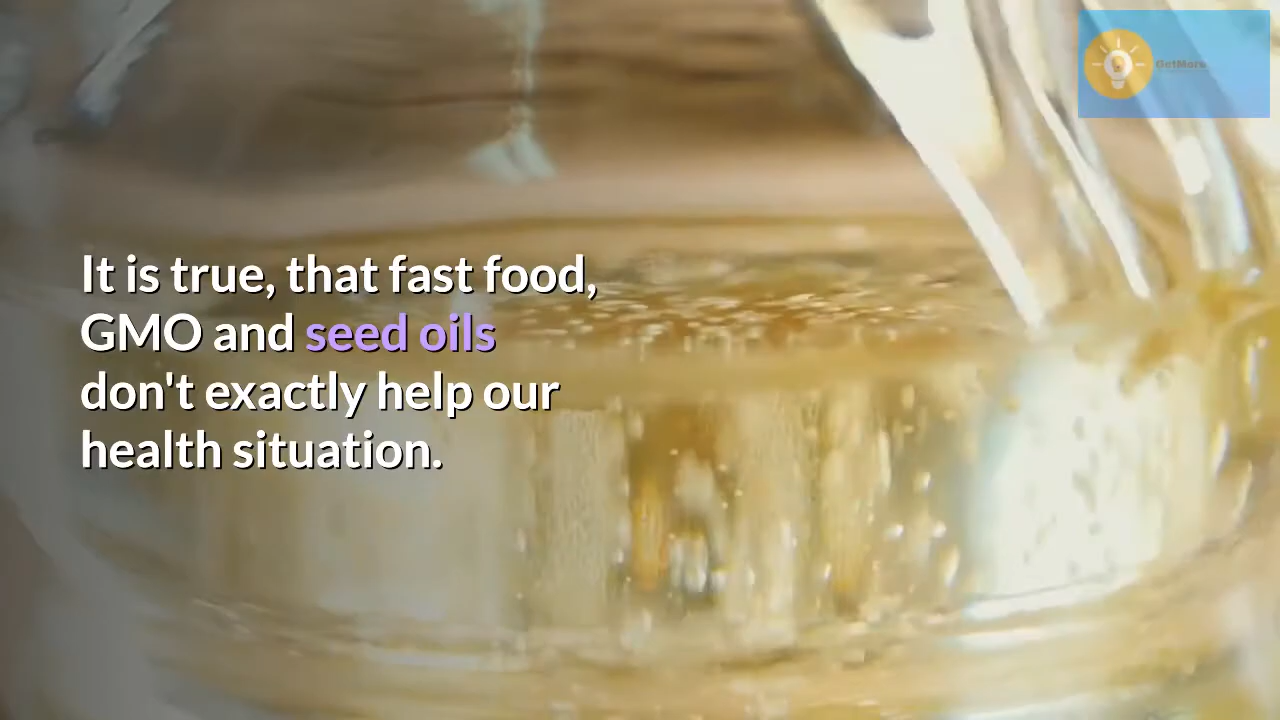 GetMore
It is true, that fast food,
GMO and seed oils
don't exactly help our
health situation.